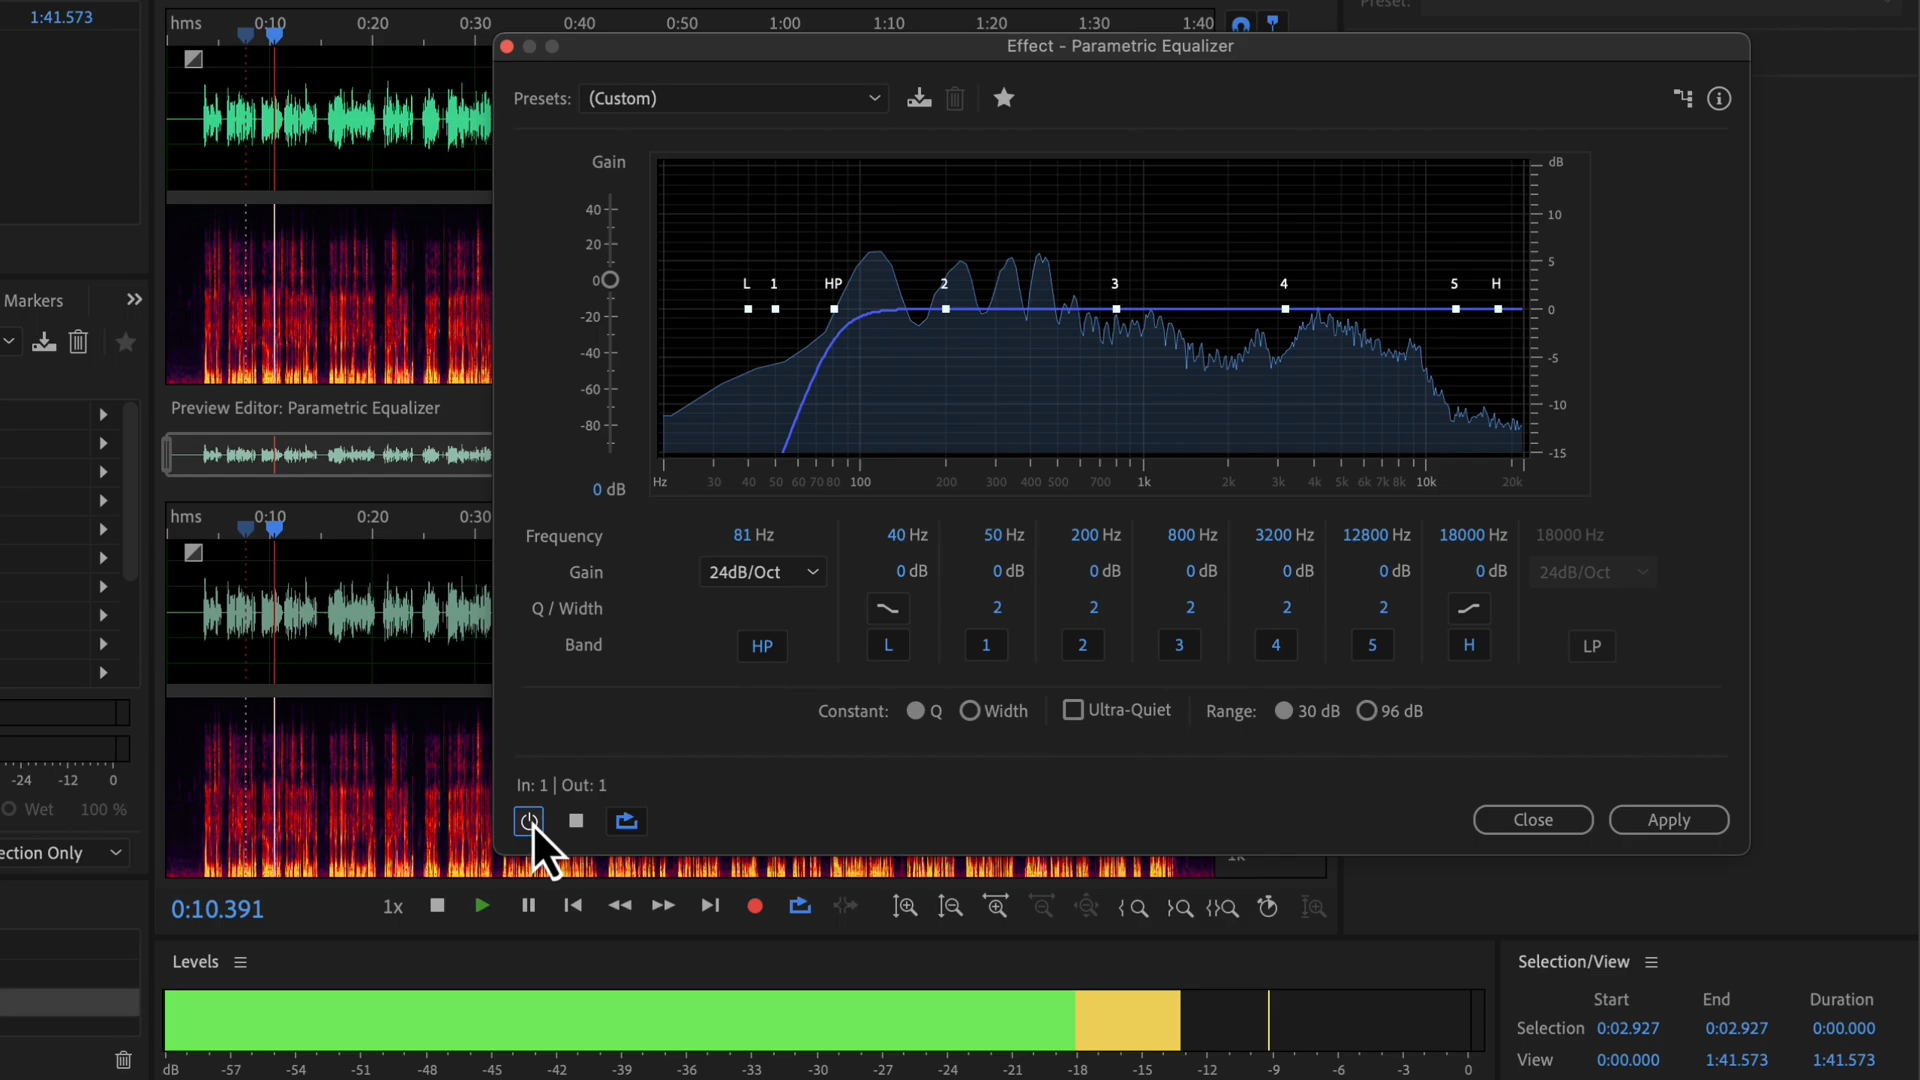 1:41.573
hms 0:10 0:20 0:30 0:40 0:50 1:00 1:10 1:20 1:30 1:40
Preset:
Effect - Parametric Equalizer
Presets: (Custom)
Gain
dB
40
20
0
-20
-40
-60
-80
10
5
0
-5
-10
-15
L 1 HP 2 3 4 5 H
Markers
Preview Editor: Parametric Equalizer
0 dB
Hz 30 40 50 60 70 80 100 200 300 400 500 700 1k 2k 3k 4k 5k 6k 7k 8k 10k 20k
hms 0:10 0:20 0:30
Frequency 81 Hz 40 Hz 50 Hz 200 Hz 800 Hz 3200 Hz 12800 Hz 18000 Hz 18000 Hz
Gain 24dB/Oct 0 dB 0 dB 0 dB 0 dB 0 dB 0 dB 0 dB 24dB/Oct
Q / Width 2 2 2 2 2
Band HP L 1 2 3 4 5 H LP
Constant: Q Width Ultra-Quiet Range: 30 dB 96 dB
-24 -12 0
Wet 100 %
In: 1 | Out: 1
Close Apply
ection Only
1k
0:10.391 1x
Levels
dB -57 -54 -51 -48 -45 -42 -39 -36 -33 -30 -27 -24 -21 -18 -15 -12 -9 -6 -3 0
Selection/View
Start End Duration
Selection 0:02.927 0:02.927 0:00.000
View 0:00.000 1:41.573 1:41.573